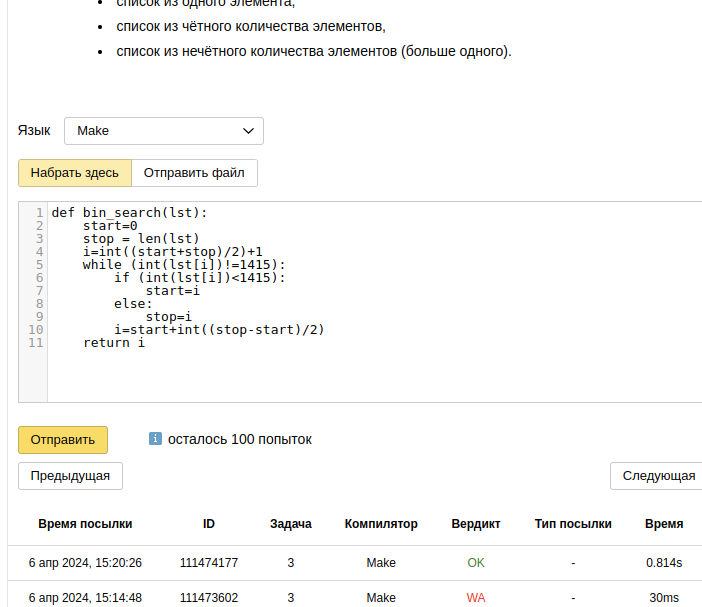 список из одного элемента,
список из чётного количества элементов,
список из нечётного количества элементов (больше одного).
Язык Make
Набрать здесь Отправить файл
1 def bin_search(lst):
2     start=0
3     stop = len(lst)
4     i=int((start+stop)/2)+1
5     while (int(lst[i])!=1415):
6         if (int(lst[i])<1415):
7             start=i
8         else:
9             stop=i
10         i=start+int((stop-start)/2)
11     return i
Отправить i осталось 100 попыток
Предыдущая Следующая
Время посылки ID Задача Компилятор Вердикт Тип посылки Время
6 апр 2024, 15:20:26 111474177 3 Make OK - 0.814s
6 апр 2024, 15:14:48 111473602 3 Make WA - 30ms